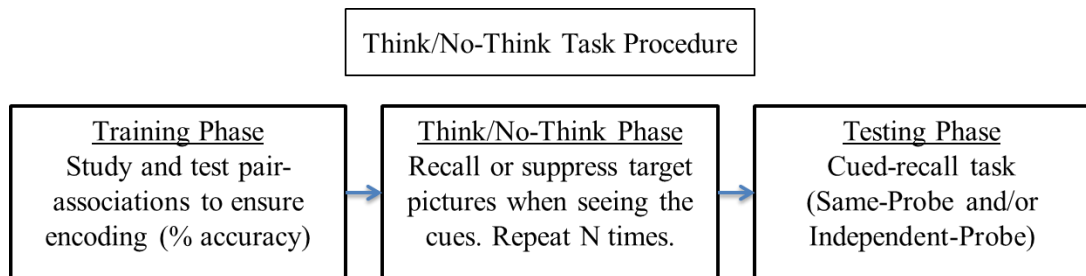 Think/No-Think Task Procedure
Training Phase
Study and test pair-
associations to ensure
encoding (% accuracy)
Think/No-Think Phase
Recall or suppress target
pictures when seeing the
cues. Repeat N times.
Testing Phase
Cued-recall task
(Same-Probe and/or
Independent-Probe)